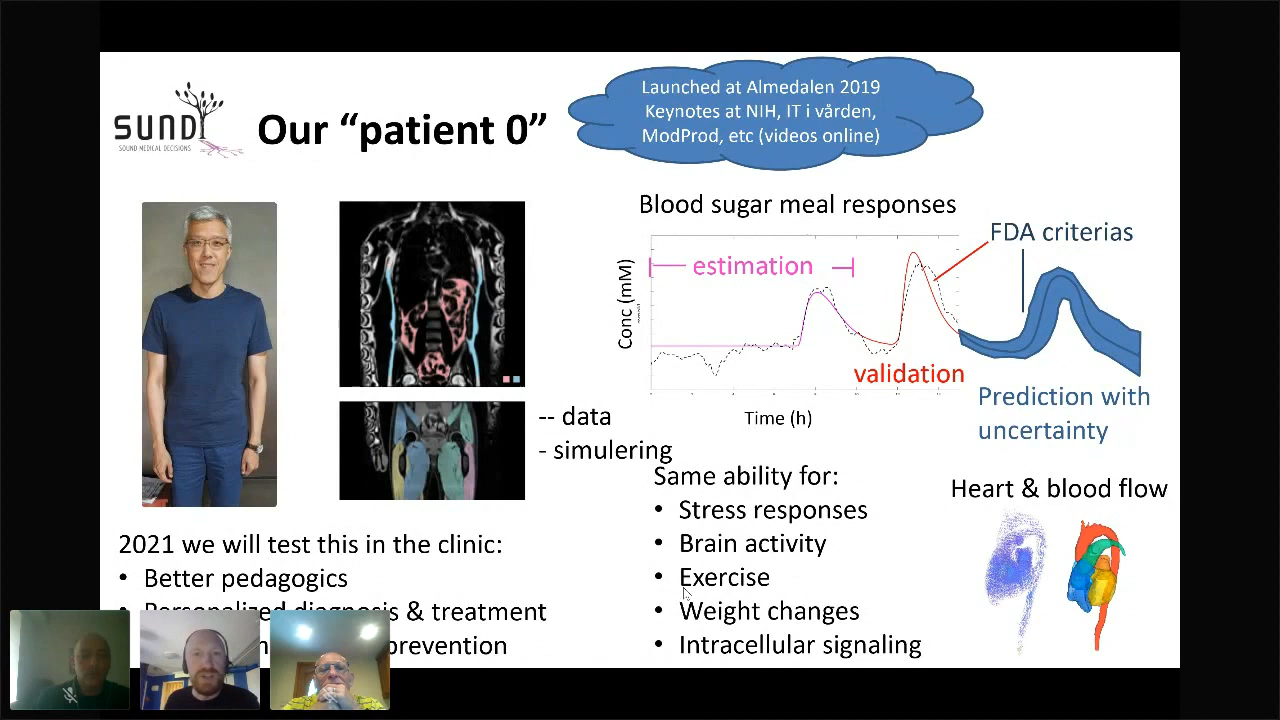 SUND
SOUND MEDICAL DECISIONS
Our “patient 0”
Launched at Almedalen 2019
Keynotes at NIH, IT i vården,
ModProd, etc (videos online)
Blood sugar meal responses
FDA criterias
estimation
Conc (mM)
validation
Time (h)
Prediction with
uncertainty
-- data
- simulering
Same ability for:
• Stress responses
• Brain activity
• Exercise
• Weight changes
• Intracellular signaling
Heart & blood flow
2021 we will test this in the clinic:
• Better pedagogics
• Personalized diagnosis & treatment
prevention